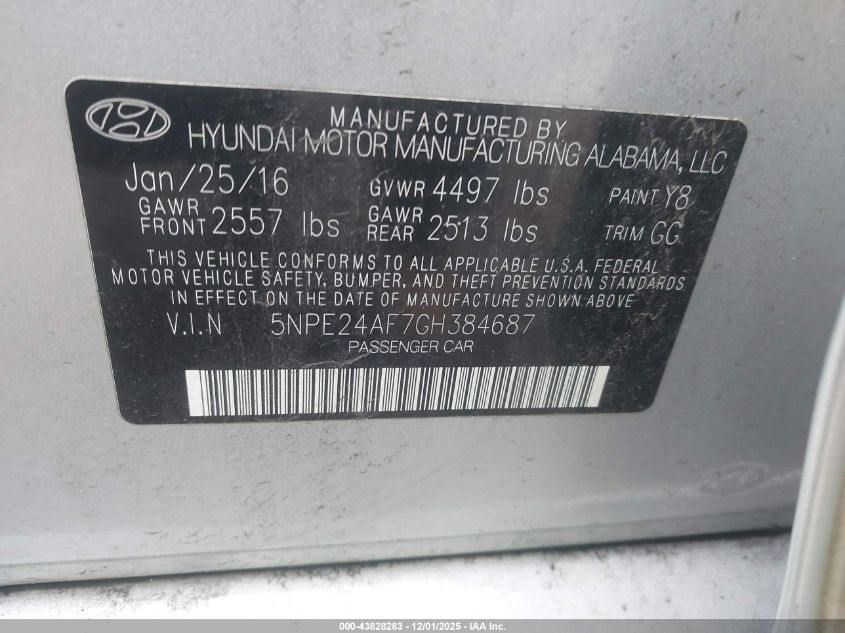 MANUFACTURED BY
HYUNDAI MOTOR MANUFACTURING ALABAMA, LLC
Jan/25/16 GVWR 4497 lbs PAINT Y8
GAWR FRONT 2557 lbs GAWR REAR 2513 lbs TRIM GG
THIS VEHICLE CONFORMS TO ALL APPLICABLE U.S.A. FEDERAL
MOTOR VEHICLE SAFETY, BUMPER, AND THEFT PREVENTION STANDARDS
IN EFFECT ON THE DATE OF MANUFACTURE SHOWN ABOVE
V.I.N 5NPE24AF7GH384687
PASSENGER CAR
000-43828283 - 12/01/2025 - IAA Inc.